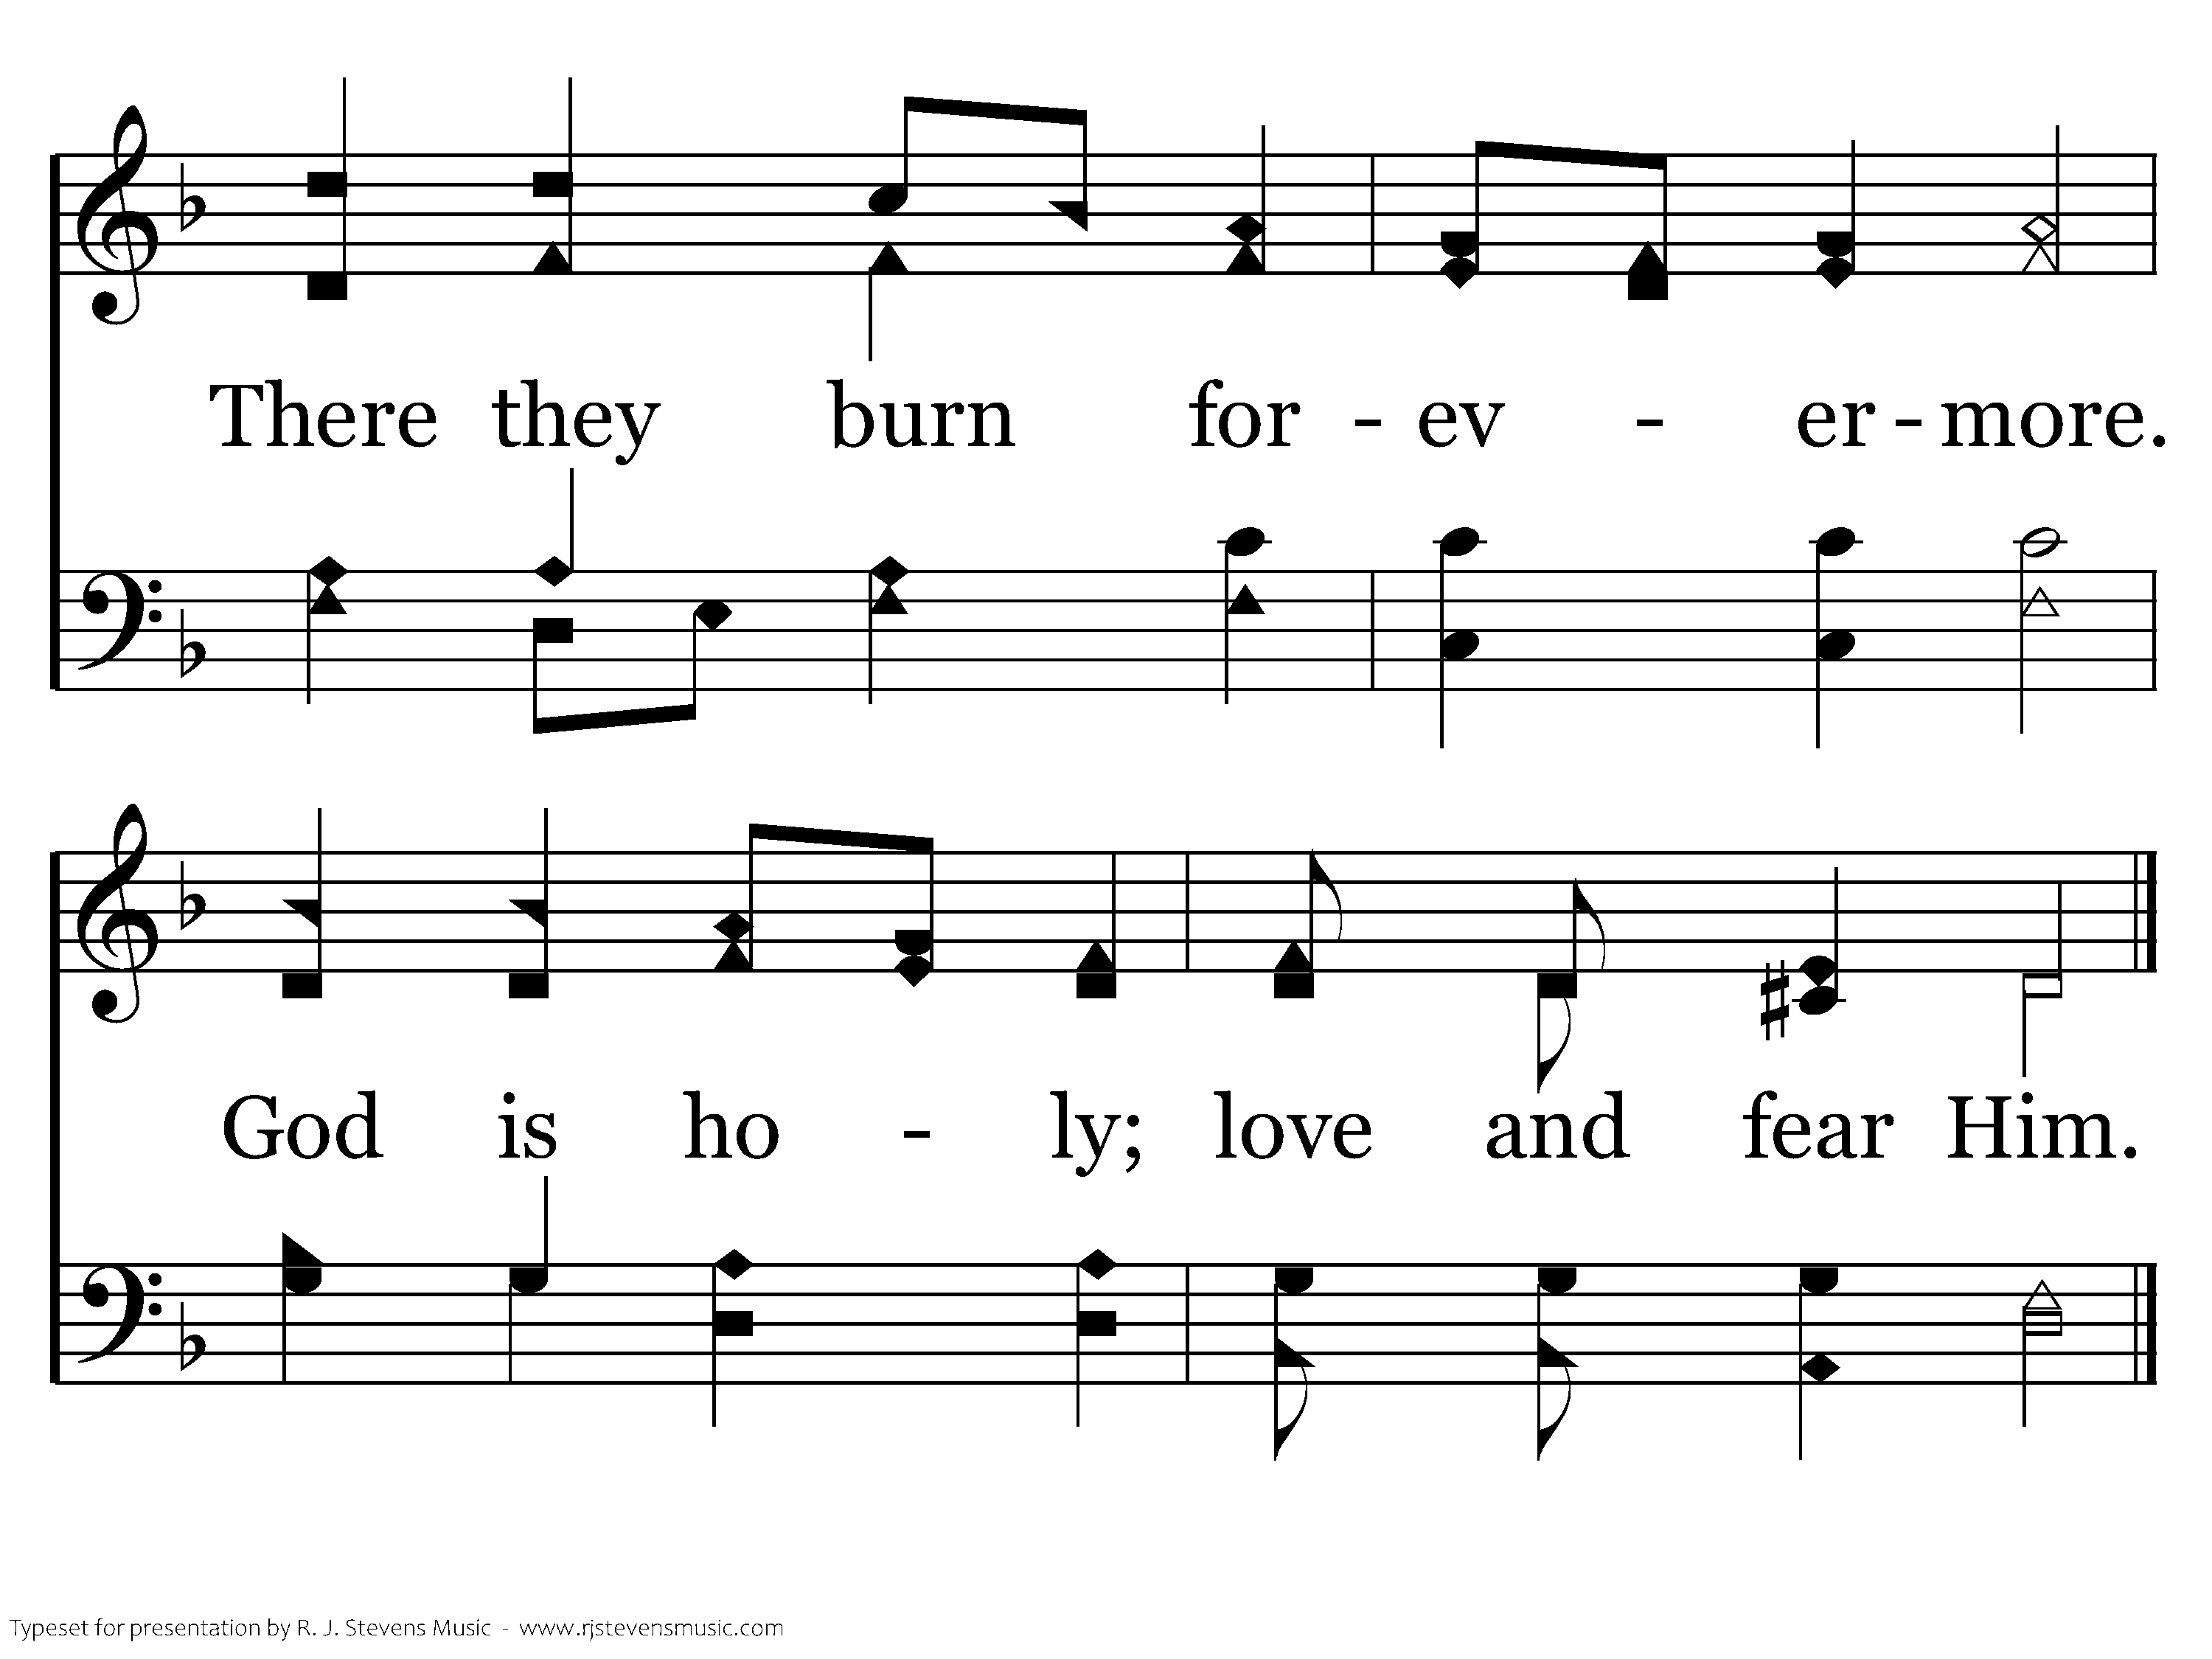 There they burn for - ev - er - more.
God is ho - ly; love and fear Him.
Typeset for presentation by R. J. Stevens Music - www.rjstevensmusic.com